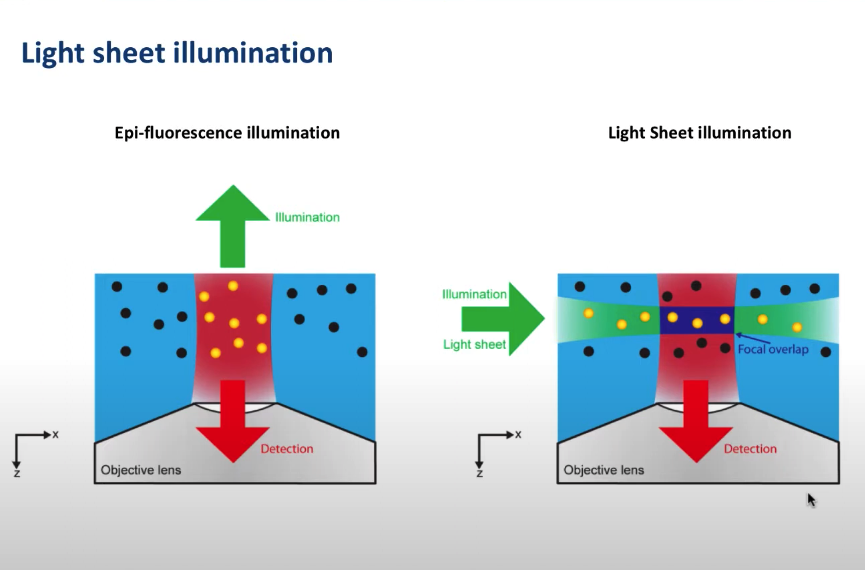 Light sheet illumination
Epi-fluorescence illumination
Light Sheet illumination
Illumination
x
z
Detection
Objective lens
Illumination
Light sheet
Focal overlap
x
z
Detection
Objective lens